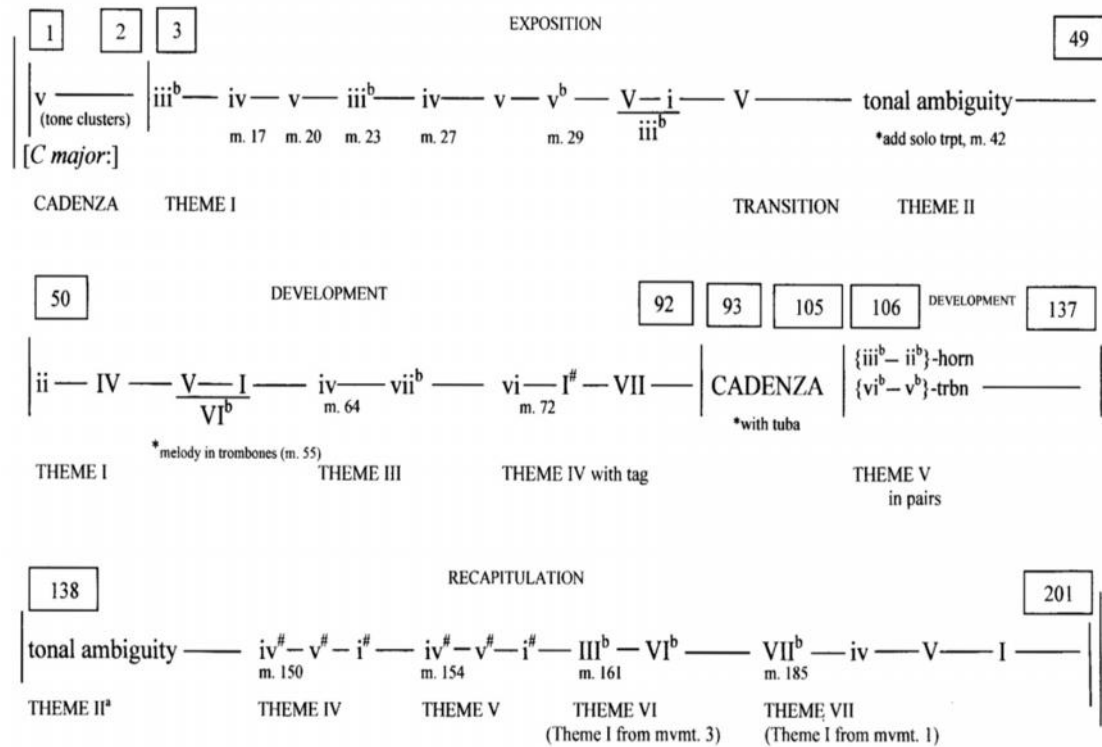 EXPOSITION
1 2 3 49
v iii♭ iv v iii♭ iv v v♭ V i V tonal ambiguity
(tone clusters) m. 17 m. 20 m. 23 m. 27 m. 29 iii♭ *add solo trpt, m. 42
[C major:]
CADENZA THEME I TRANSITION THEME II
50 DEVELOPMENT 92 93 105 106 DEVELOPMENT 137
{iii♭– ii♭}-horn
ii IV V I iv vii♭ vi I# VII CADENZA {vi♭– v♭}-trbn
VI♭ m. 64 m. 72 *with tuba
*melody in trombones (m. 55)
THEME I THEME III THEME IV with tag THEME V
in pairs
RECAPITULATION
138 201
tonal ambiguity iv# v# i# iv# v# i# III♭ VI♭ VII♭ iv V I
m. 150 m. 154 m. 161 m. 185
THEME IIª THEME IV THEME V THEME VI THEME VII
(Theme I from mvmt. 3) (Theme I from mvmt. 1)